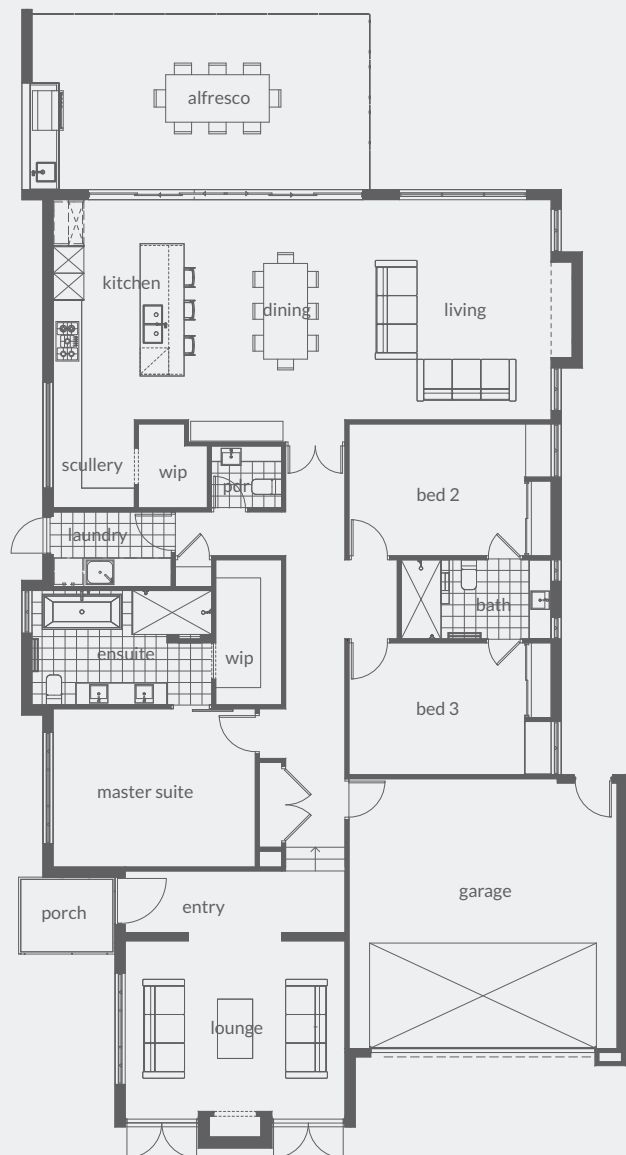 alfresco
kitchen
dining
living
scullery
wip
pdr
bed 2
laundry
bath
ensuite
wip
bed 3
master suite
garage
porch
entry
lounge